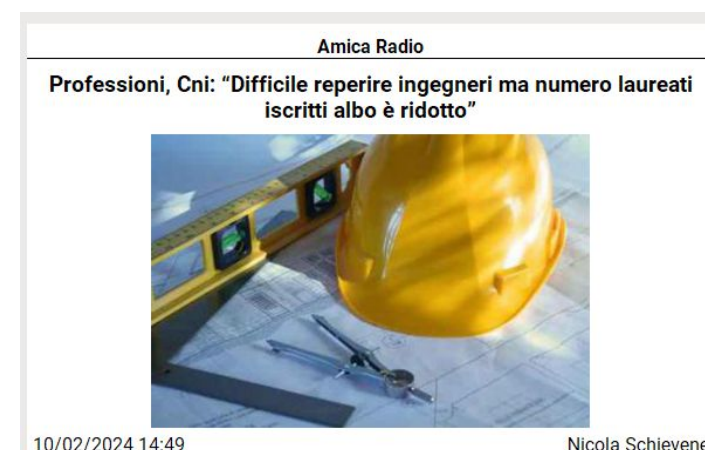 Amica Radio
Professioni, Cni: “Difficile reperire ingegneri ma numero laureati
iscritti albo è ridotto”
10/02/2024 14:49
Nicola Schievene